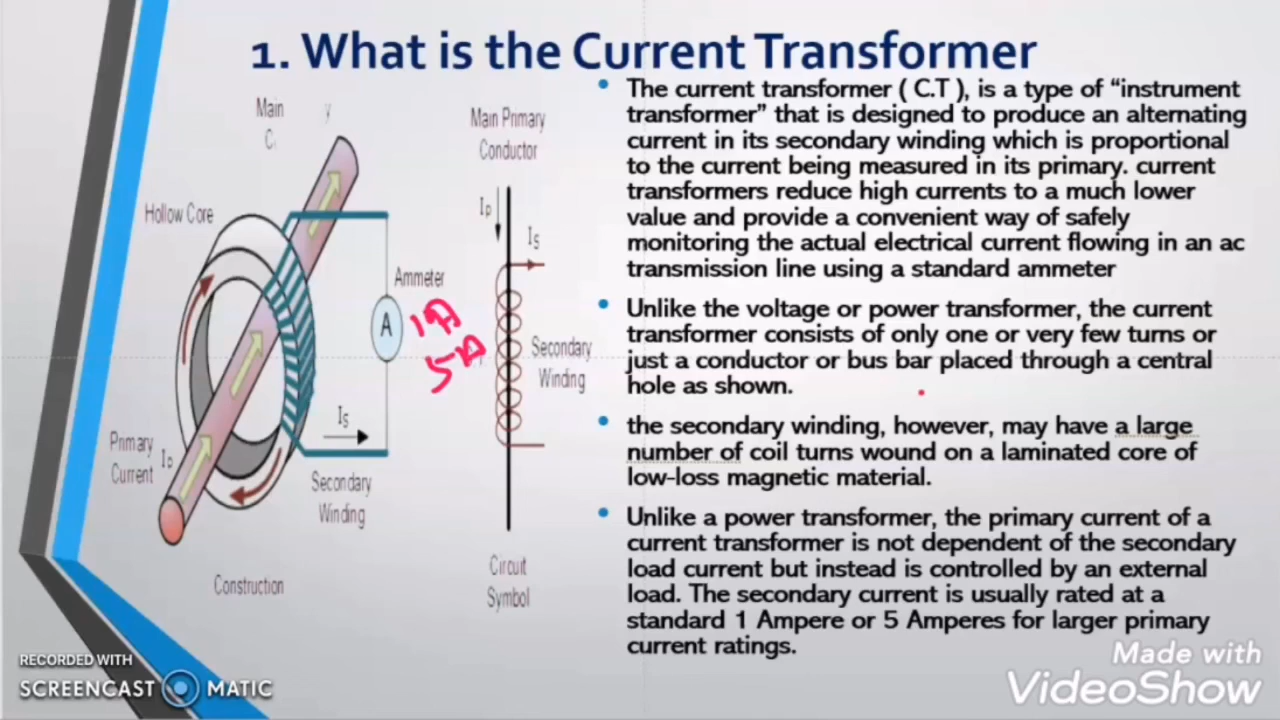 1. What is the Current Transformer
Main
C.
y
Hollow Core
Ammeter
A
1A
5A
Is
Primary
Current Ip
Secondary
Winding
Construction
Main Primary
Conductor
Ip
Is
Secondary
Winding
Circuit
Symbol
• The current transformer ( C.T ), is a type of “instrument
transformer” that is designed to produce an alternating
current in its secondary winding which is proportional
to the current being measured in its primary. current
transformers reduce high currents to a much lower
value and provide a convenient way of safely
monitoring the actual electrical current flowing in an ac
transmission line using a standard ammeter
• Unlike the voltage or power transformer, the current
transformer consists of only one or very few turns or
just a conductor or bus bar placed through a central
hole as shown.
• the secondary winding, however, may have a large
number of coil turns wound on a laminated core of
low-loss magnetic material.
• Unlike a power transformer, the primary current of a
current transformer is not dependent of the secondary
load current but instead is controlled by an external
load. The secondary current is usually rated at a
standard 1 Ampere or 5 Amperes for larger primary
current ratings.
RECORDED WITH
SCREENCAST MATIC
Made with
VideoShow